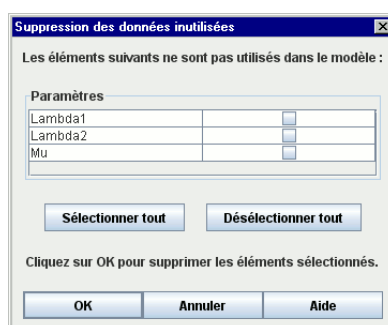 Suppression des données inutilisées
Les éléments suivants ne sont pas utilisés dans le modèle :
Paramètres
Lambda1
Lambda2
Mu
Sélectionner tout Désélectionner tout
Cliquez sur OK pour supprimer les éléments sélectionnés.
OK Annuler Aide